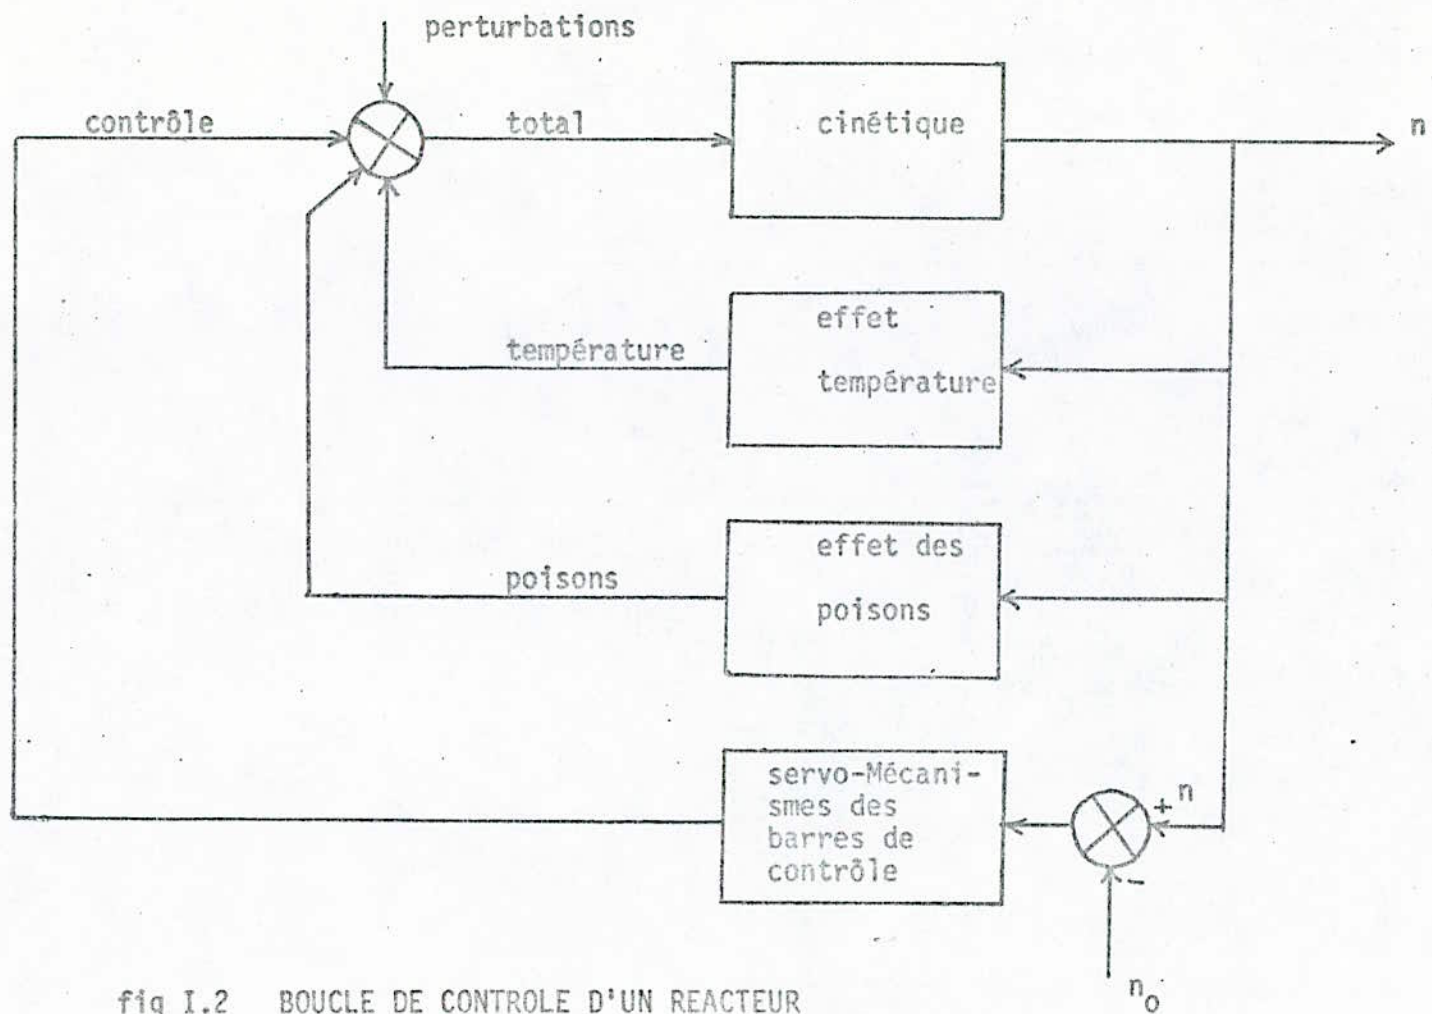 perturbations
contrôle
total
cinétique
n
effet
température
température
effet des
poisons
poisons
servo-Mécani-
smes des
barres de
contrôle
+ n
-
n₀
fig I.2 BOUCLE DE CONTROLE D'UN REACTEUR